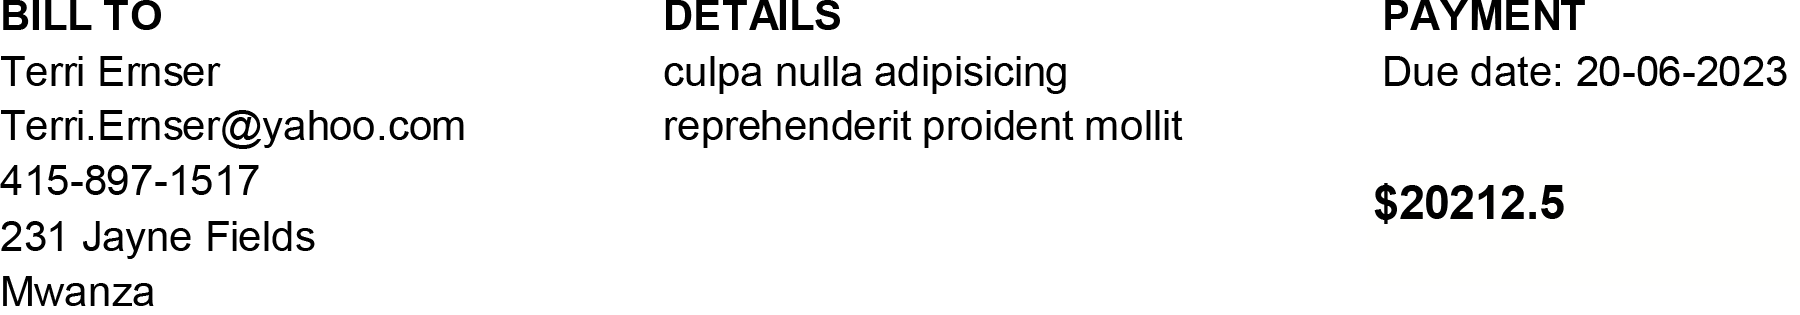 BILL TO
Terri Ernser
Terri.Ernser@yahoo.com
415-897-1517
231 Jayne Fields
Mwanza
DETAILS
culpa nulla adipisicing
reprehenderit proident mollit
PAYMENT
Due date: 20-06-2023
$20212.5